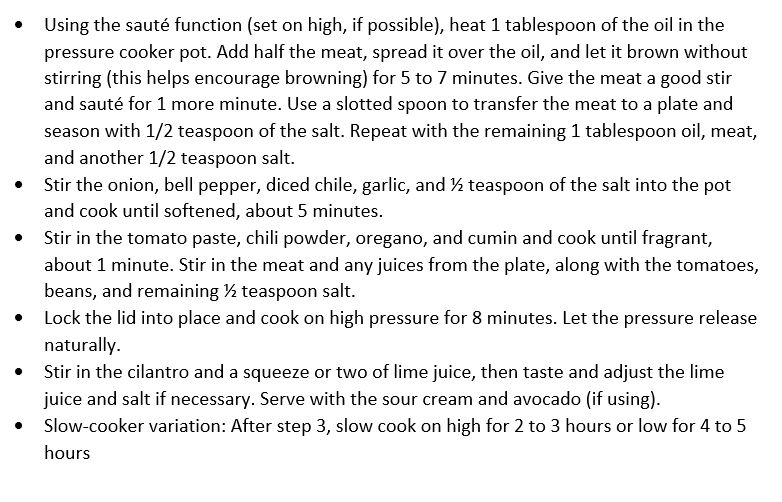 • Using the sauté function (set on high, if possible), heat 1 tablespoon of the oil in the
pressure cooker pot. Add half the meat, spread it over the oil, and let it brown without
stirring (this helps encourage browning) for 5 to 7 minutes. Give the meat a good stir
and sauté for 1 more minute. Use a slotted spoon to transfer the meat to a plate and
season with 1/2 teaspoon of the salt. Repeat with the remaining 1 tablespoon oil, meat,
and another 1/2 teaspoon salt.
• Stir the onion, bell pepper, diced chile, garlic, and ½ teaspoon of the salt into the pot
and cook until softened, about 5 minutes.
• Stir in the tomato paste, chili powder, oregano, and cumin and cook until fragrant,
about 1 minute. Stir in the meat and any juices from the plate, along with the tomatoes,
beans, and remaining ½ teaspoon salt.
• Lock the lid into place and cook on high pressure for 8 minutes. Let the pressure release
naturally.
• Stir in the cilantro and a squeeze or two of lime juice, then taste and adjust the lime
juice and salt if necessary. Serve with the sour cream and avocado (if using).
• Slow-cooker variation: After step 3, slow cook on high for 2 to 3 hours or low for 4 to 5
hours